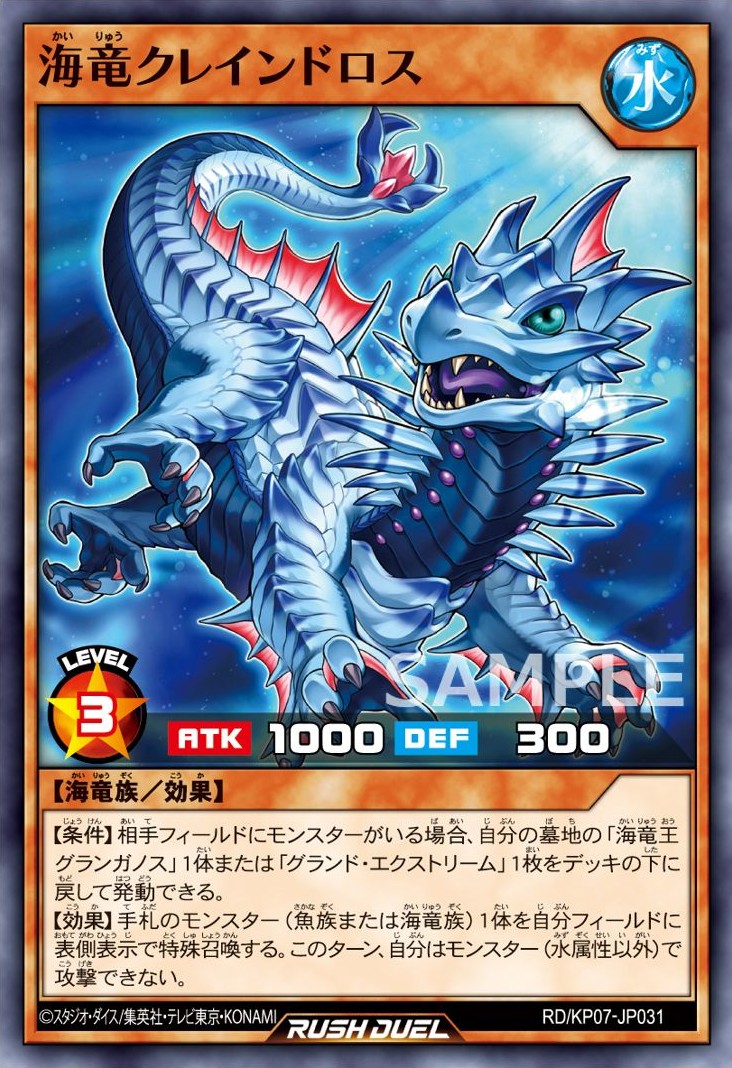 海竜クレインドロス
水
SAMPLE
LEVEL
3
ATK 1000 DEF 300
【海竜族/効果】
【条件】相手フィールドにモンスターがいる場合、自分の墓地の「海竜王
グランガノス」1体または「グランド・エクストリーム」1枚をデッキの下に
戻して発動できる。
【効果】手札のモンスター(魚族または海竜族)1体を自分フィールドに
表側表示で特殊召喚する。このターン、自分はモンスター(水属性以外)で
攻撃できない。
©スタジオ・ダイス/集英社・テレビ東京・KONAMI
RUSH DUEL
RD/KP07-JP031